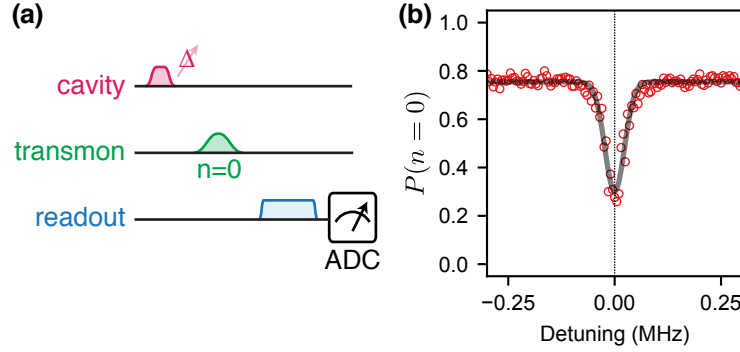 (a)
Δ
cavity
transmon
n=0
readout
ADC
(b)
P(n = 0)
1.0
0.8
0.6
0.4
0.2
0.0
−0.25
0.00
0.25
Detuning (MHz)